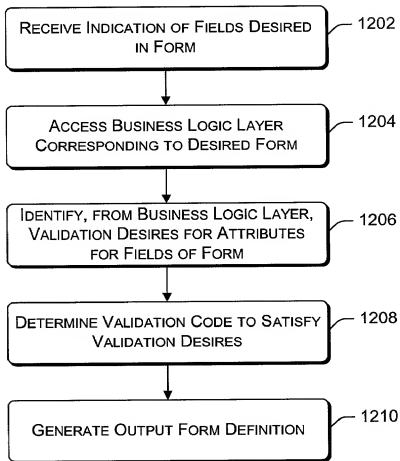 RECEIVE INDICATION OF FIELDS DESIRED
IN FORM
1202
ACCESS BUSINESS LOGIC LAYER
CORRESPONDING TO DESIRED FORM
1204
IDENTIFY, FROM BUSINESS LOGIC LAYER,
VALIDATION DESIRES FOR ATTRIBUTES
FOR FIELDS OF FORM
1206
DETERMINE VALIDATION CODE TO SATISFY
VALIDATION DESIRES
1208
GENERATE OUTPUT FORM DEFINITION
1210